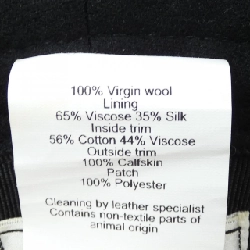 100% Virgin wool
Lining
65% Viscose 35% Silk
Inside trim
56% Cotton 44% Viscose
Outside trim
100% Calfskin
Patch
100% Polyester
Cleaning by leather specialist
Contains non-textile parts of
animal origin